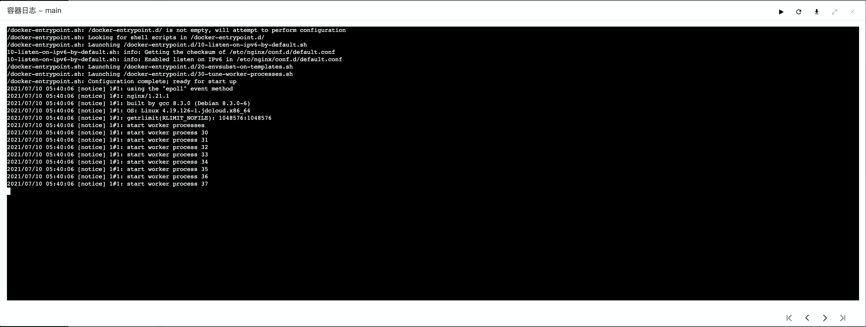 容器日志 – main
/docker-entrypoint.sh: /docker-entrypoint.d/ is not empty, will attempt to perform configuration
/docker-entrypoint.sh: Looking for shell scripts in /docker-entrypoint.d/
/docker-entrypoint.sh: Launching /docker-entrypoint.d/10-listen-on-ipv6-by-default.sh
10-listen-on-ipv6-by-default.sh: info: Getting the checksum of /etc/nginx/conf.d/default.conf
10-listen-on-ipv6-by-default.sh: info: Enabled listen on IPv6 in /etc/nginx/conf.d/default.conf
/docker-entrypoint.sh: Launching /docker-entrypoint.d/20-envsubst-on-templates.sh
/docker-entrypoint.sh: Launching /docker-entrypoint.d/30-tune-worker-processes.sh
/docker-entrypoint.sh: Configuration complete; ready for start up
2021/07/10 05:40:06 [notice] 1#1: using the "epoll" event method
2021/07/10 05:40:06 [notice] 1#1: nginx/1.21.1
2021/07/10 05:40:06 [notice] 1#1: built by gcc 8.3.0 (Debian 8.3.0-6)
2021/07/10 05:40:06 [notice] 1#1: OS: Linux 4.19.126-1.jdcloud.x86_64
2021/07/10 05:40:06 [notice] 1#1: getrlimit(RLIMIT_NOFILE): 1048576:1048576
2021/07/10 05:40:06 [notice] 1#1: start worker processes
2021/07/10 05:40:06 [notice] 1#1: start worker process 30
2021/07/10 05:40:06 [notice] 1#1: start worker process 31
2021/07/10 05:40:06 [notice] 1#1: start worker process 32
2021/07/10 05:40:06 [notice] 1#1: start worker process 33
2021/07/10 05:40:06 [notice] 1#1: start worker process 34
2021/07/10 05:40:06 [notice] 1#1: start worker process 35
2021/07/10 05:40:06 [notice] 1#1: start worker process 36
2021/07/10 05:40:06 [notice] 1#1: start worker process 37